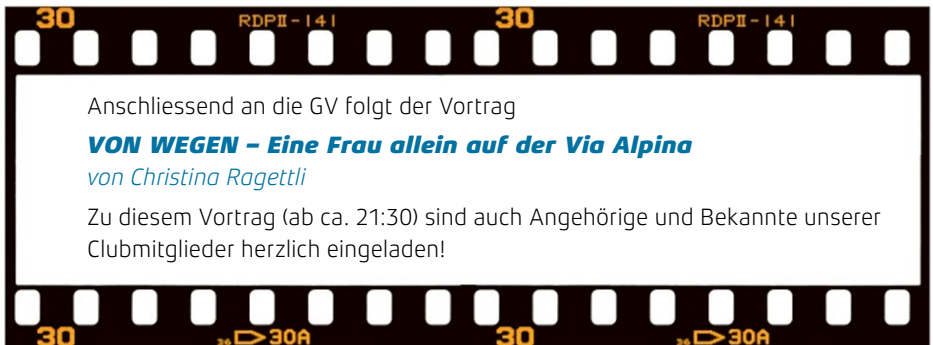 30 RDPII-141 30 RDPII-141
Anschliessend an die GV folgt der Vortrag
VON WEGEN – Eine Frau allein auf der Via Alpina
von Christina Ragettli
Zu diesem Vortrag (ab ca. 21:30) sind auch Angehörige und Bekannte unserer
Clubmitglieder herzlich eingeladen!
30 30A 30 30A